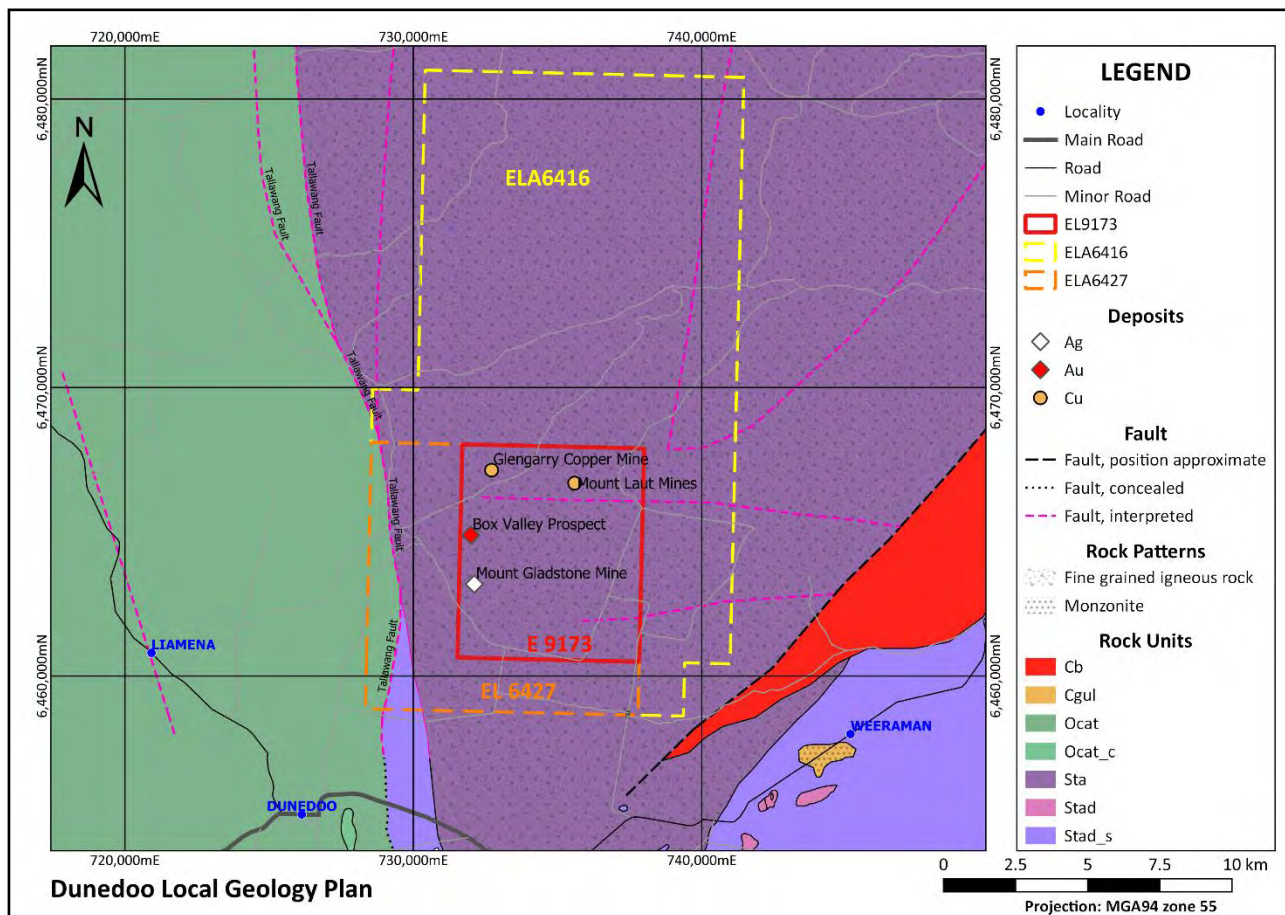 720,000mE
730,000mE
740,000mE
6,480,000mN
6,480,000mN
N
ELA6416
Tallawang Fault
Tallawang Fault
Tallawang Fault
6,470,000mN
6,470,000mN
Glengarry Copper Mine
Mount Laut Mines
Tallawang Fault
Box Valley Prospect
Mount Gladstone Mine
LIAMENA
Tallawang Fault
E 9173
6,460,000mN
6,460,000mN
EL 6427
WEERAMAN
DUNEDOO
720,000mE
730,000mE
740,000mE
Dunedoo Local Geology Plan
LEGEND
Locality
Main Road
Road
Minor Road
EL9173
ELA6416
ELA6427
Deposits
Ag
Au
Cu
Fault
Fault, position approximate
Fault, concealed
Fault, interpreted
Rock Patterns
Fine grained igneous rock
Monzonite
Rock Units
Cb
Cgul
Ocat
Ocat_c
Sta
Stad
Stad_s
0 2.5 5 7.5 10 km
Projection: MGA94 zone 55